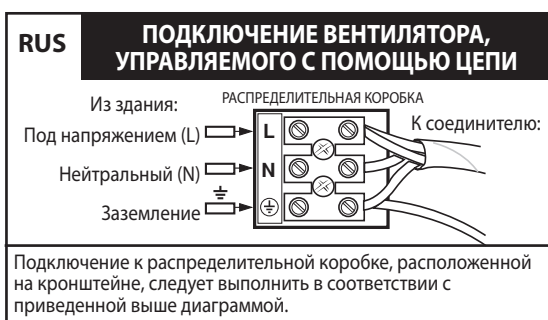 RUS
ПОДКЛЮЧЕНИЕ ВЕНТИЛЯТОРА,
УПРАВЛЯЕМОГО С ПОМОЩЬЮ ЦЕПИ
Из здания:
РАСПРЕДЕЛИТЕЛЬНАЯ КОРОБКА
К соединителю:
Под напряжением (L)
L
Нейтральный (N)
N
Заземление
Подключение к распределительной коробке, расположенной
на кронштейне, следует выполнить в соответствии с
приведенной выше диаграммой.